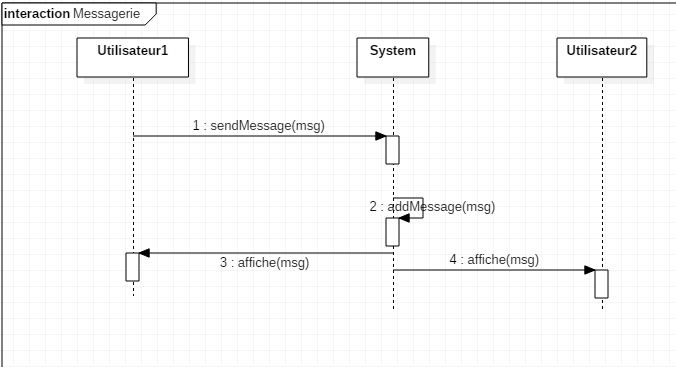 interaction Messagerie
Utilisateur1
System
Utilisateur2
1 : sendMessage(msg)
2 : addMessage(msg)
3 : affiche(msg)
4 : affiche(msg)